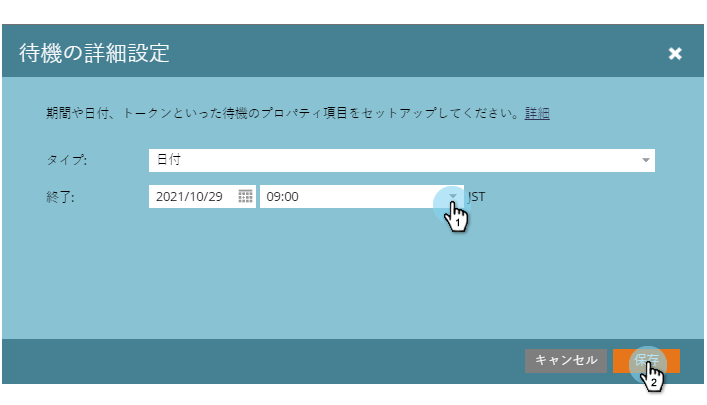 待機の詳細設定
期間や日付、トークンといった待機のプロパティ項目をセットアップしてください。詳細
タイプ: 日付
終了: 2021/10/29 09:00 JST
1
キャンセル 保存
2